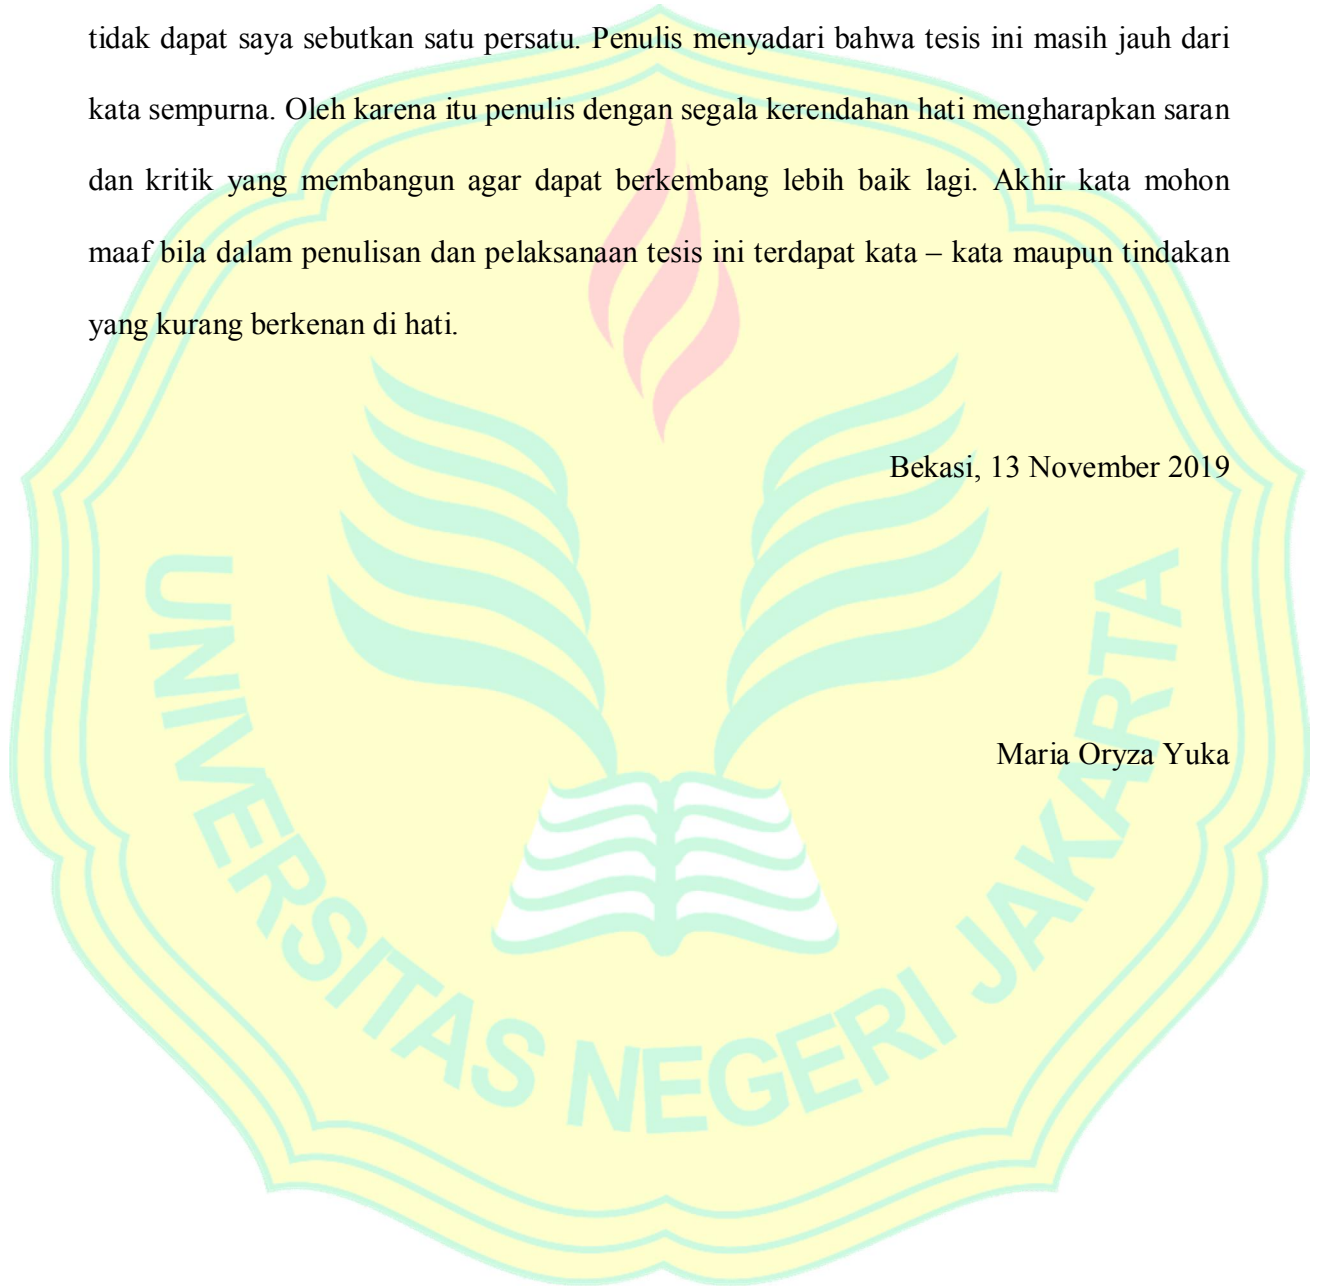 tidak dapat saya sebutkan satu persatu. Penulis menyadari bahwa tesis ini masih jauh dari
kata sempurna. Oleh karena itu penulis dengan segala kerendahan hati mengharapkan saran
dan kritik yang membangun agar dapat berkembang lebih baik lagi. Akhir kata mohon
maaf bila dalam penulisan dan pelaksanaan tesis ini terdapat kata – kata maupun tindakan
yang kurang berkenan di hati.
Bekasi, 13 November 2019
Maria Oryza Yuka
UNIVERSITAS NEGERI JAKARTA